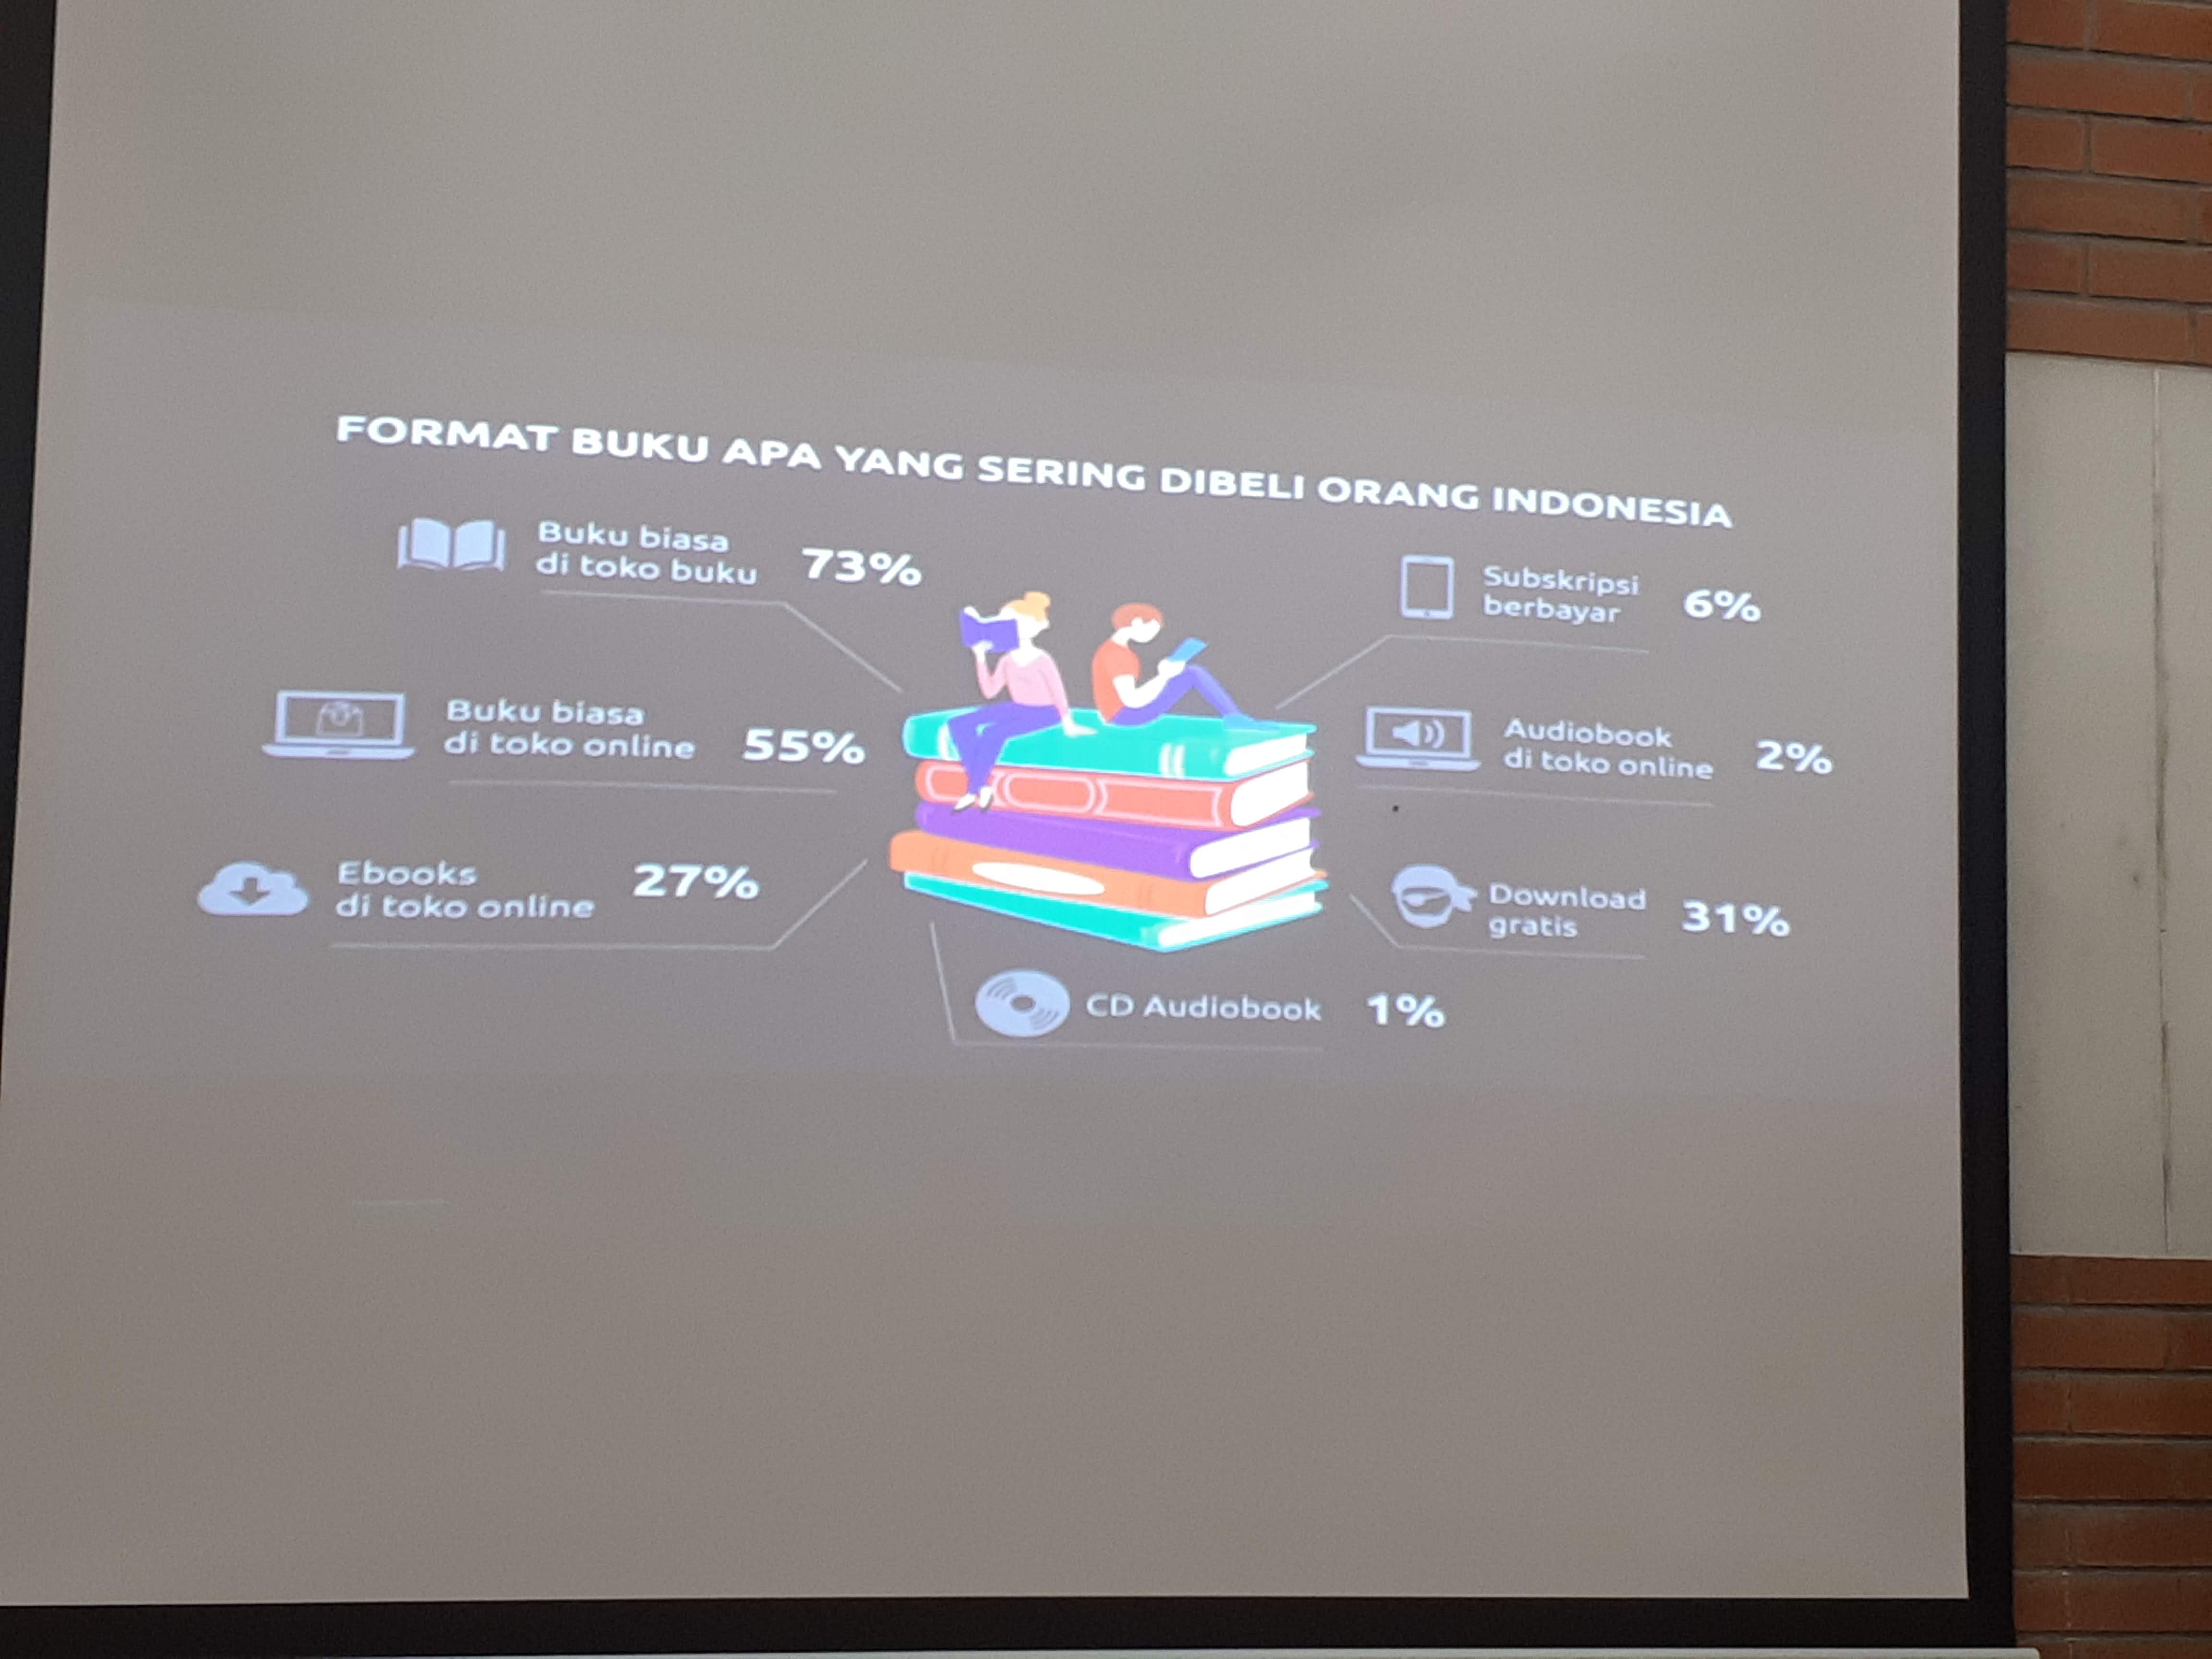 FORMAT BUKU APA YANG SERING DIBELI ORANG INDONESIA
Buku biasa
di toko buku
73%
Buku biasa
di toko online
55%
Ebooks
di toko online
27%
Subskripsi
berbayar
6%
Audiobook
di toko online
2%
Download
gratis
31%
CD Audiobook 1%